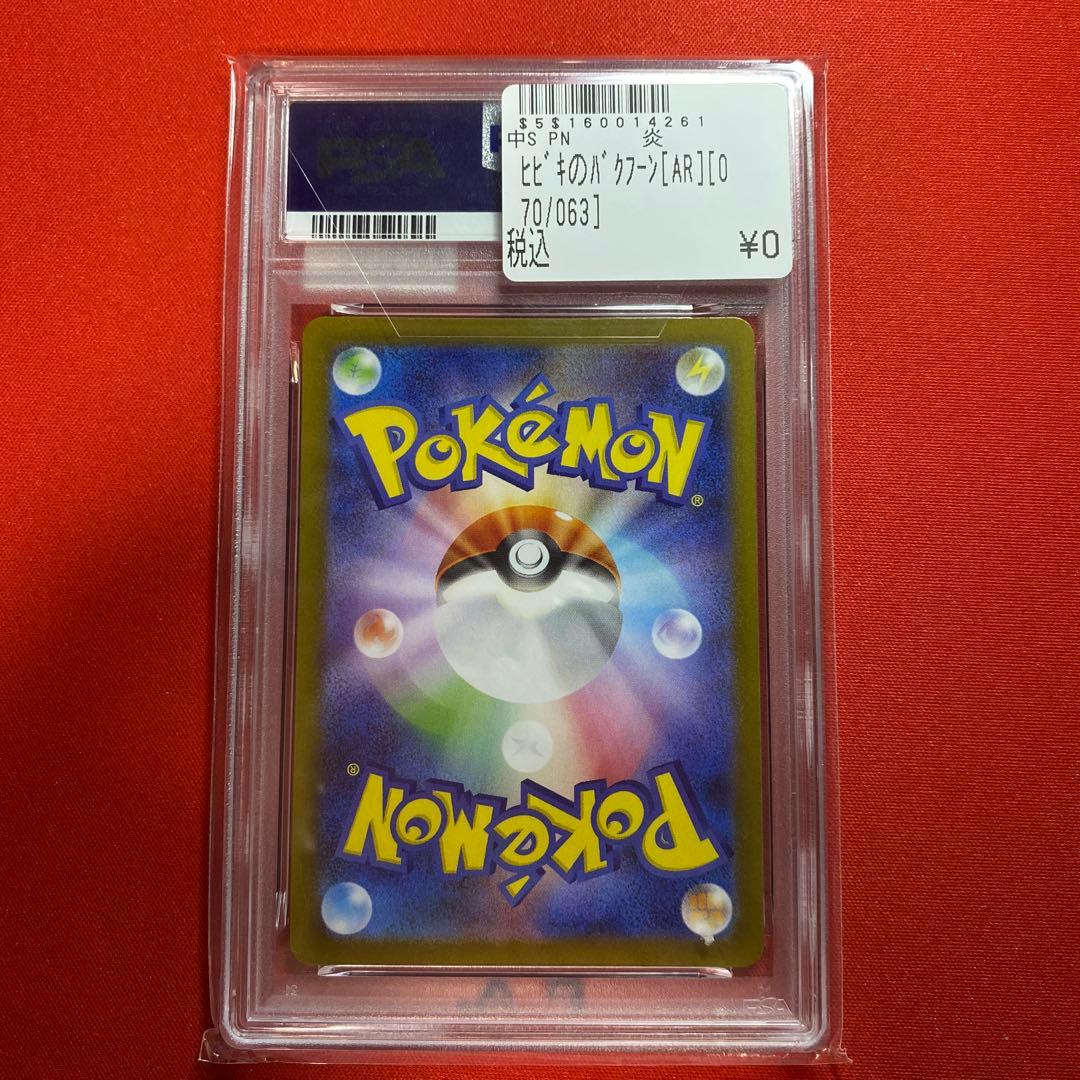 PSA
$5$160014261
中S PN 炎
ﾋﾋﾞｷのﾊﾞｸﾌｰﾝ[AR][0
70/063]
税込 ¥0
POKéMON
®
®
POKéMON
PSA